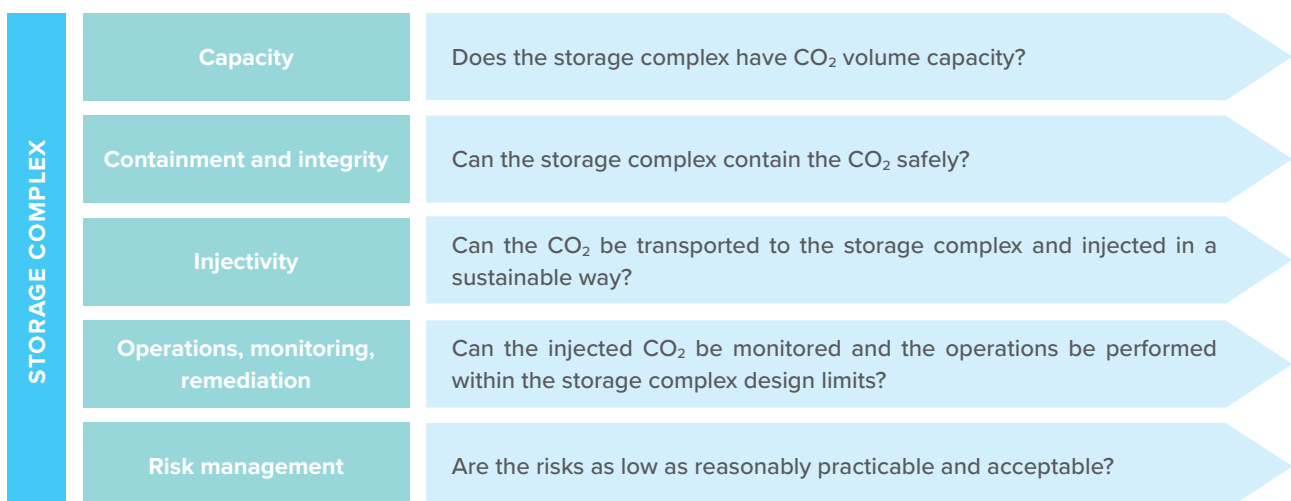 STORAGE COMPLEX
Capacity
Does the storage complex have CO₂ volume capacity?
Containment and integrity
Can the storage complex contain the CO₂ safely?
Injectivity
Can the CO₂ be transported to the storage complex and injected in a
sustainable way?
Operations, monitoring,
remediation
Can the injected CO₂ be monitored and the operations be performed
within the storage complex design limits?
Risk management
Are the risks as low as reasonably practicable and acceptable?